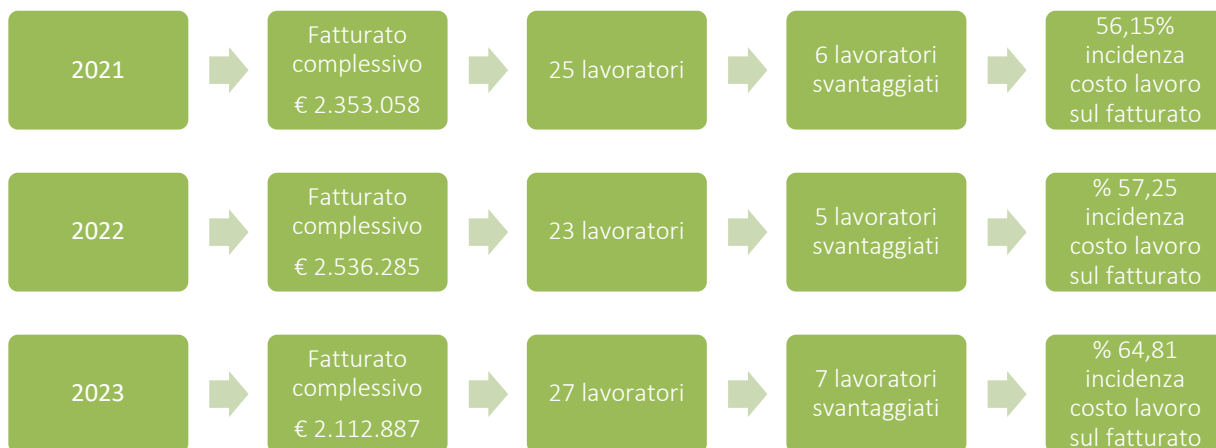 2021
Fatturato
complessivo
€ 2.353.058
25 lavoratori
6 lavoratori
svantaggiati
56,15%
incidenza
costo lavoro
sul fatturato
2022
Fatturato
complessivo
€ 2.536.285
23 lavoratori
5 lavoratori
svantaggiati
% 57,25
incidenza
costo lavoro
sul fatturato
2023
Fatturato
complessivo
€ 2.112.887
27 lavoratori
7 lavoratori
svantaggiati
% 64,81
incidenza
costo lavoro
sul fatturato